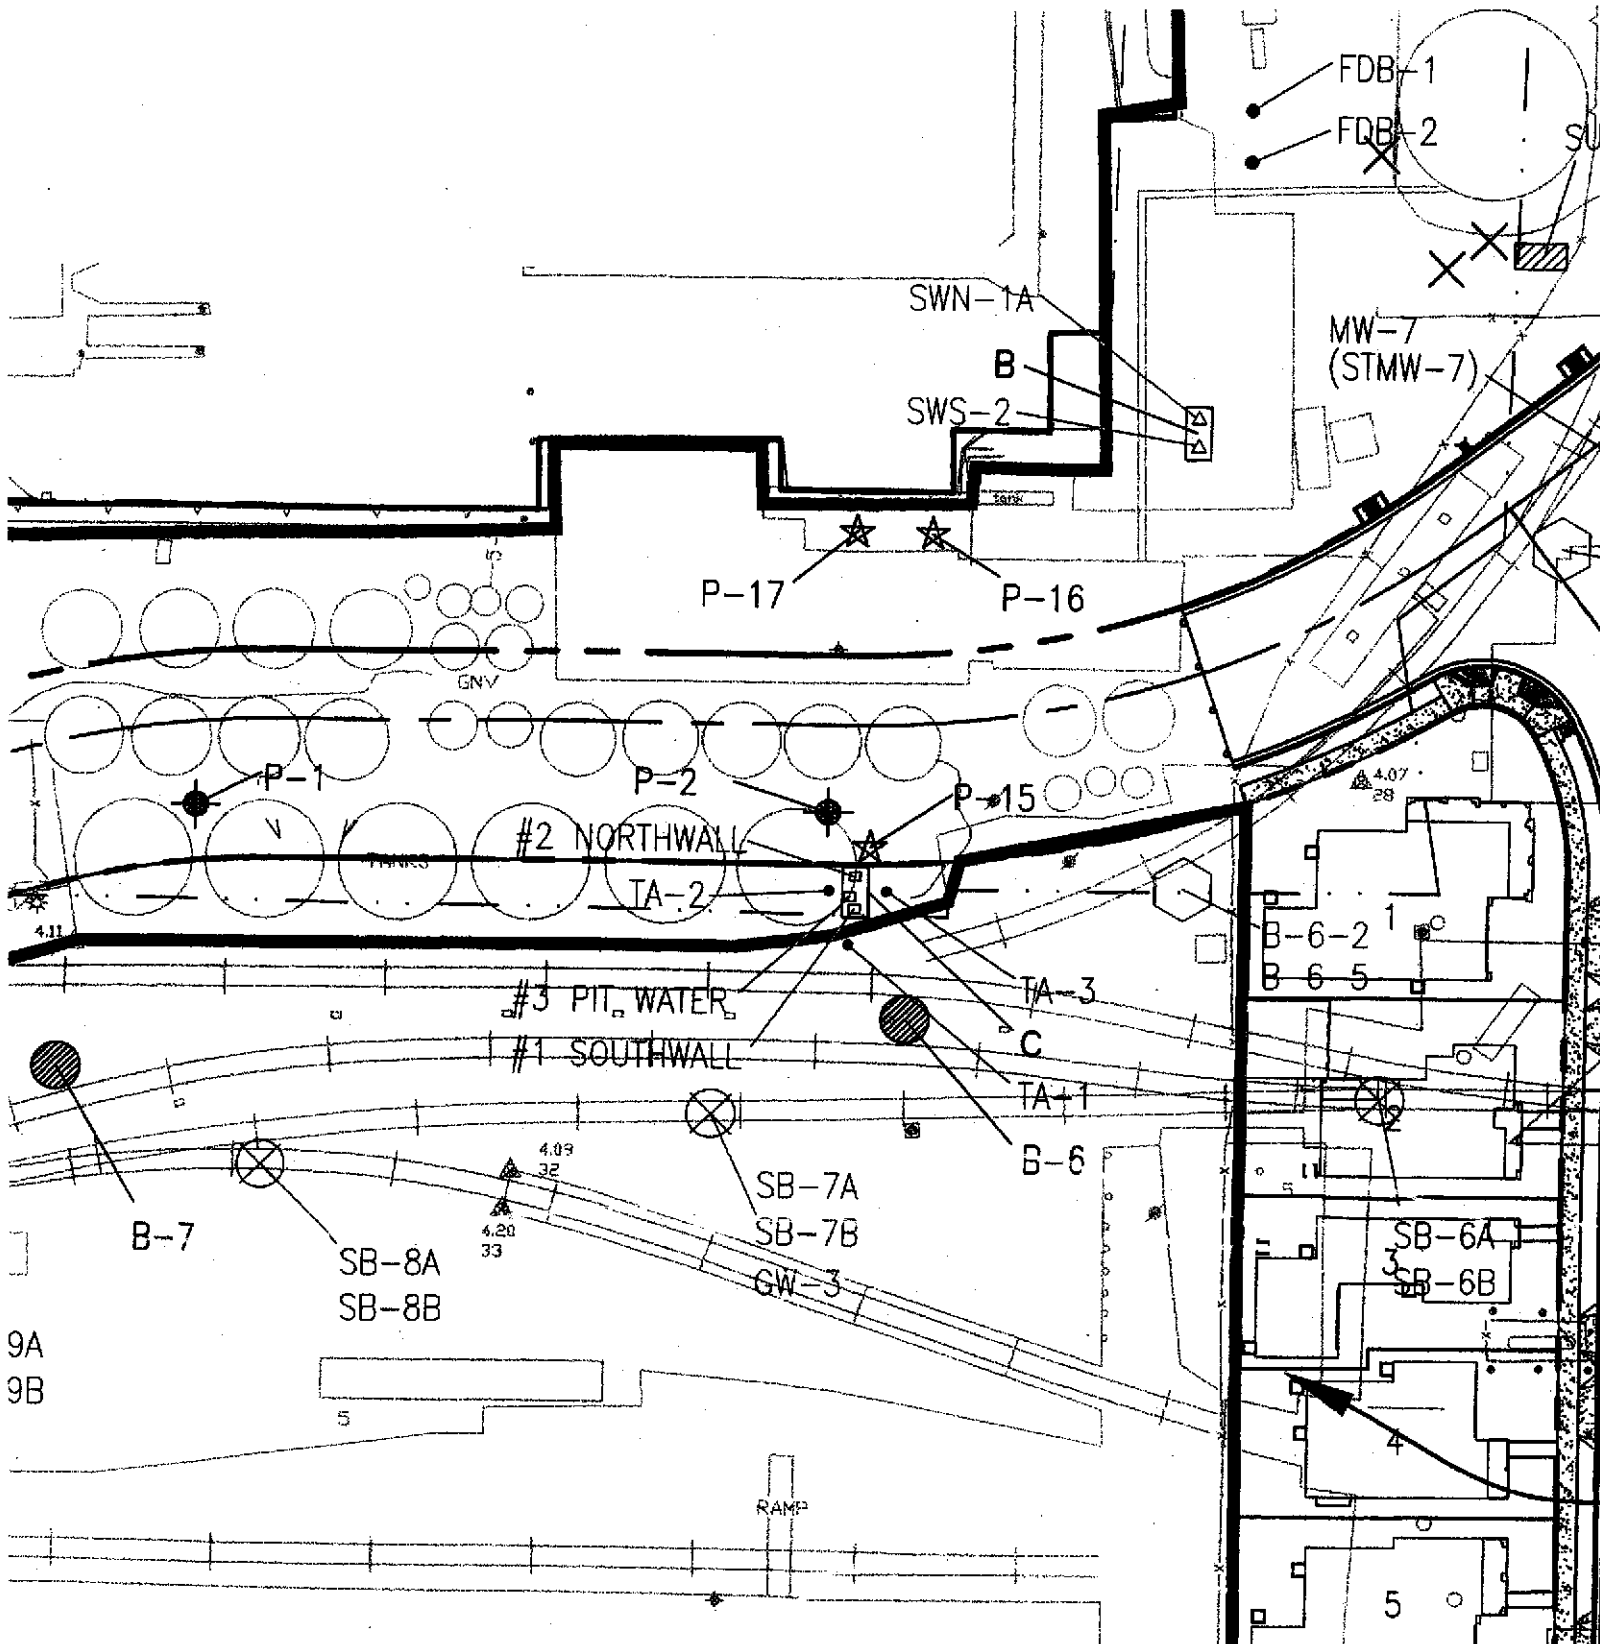 FDB-1
FDB-2
SWN-1A
B
SWS-2
MW-7
(STMW-7)
tank
P-17
P-16
GNV
P-1
P-2
P-15
4.07
28
#2 NORTHWALL
TANKS
TA-2
4.11
1
B-6-2
B-6-5
#3 PIT WATER
TA-3
C
#1 SOUTHWALL
TA-1
2
B-6
4.09
32
SB-7A
SB-7B
GW-3
4.20
33
B-7
SB-8A
SB-8B
SB-6A
3
SB-6B
9A
9B
5
4
RAMP
5